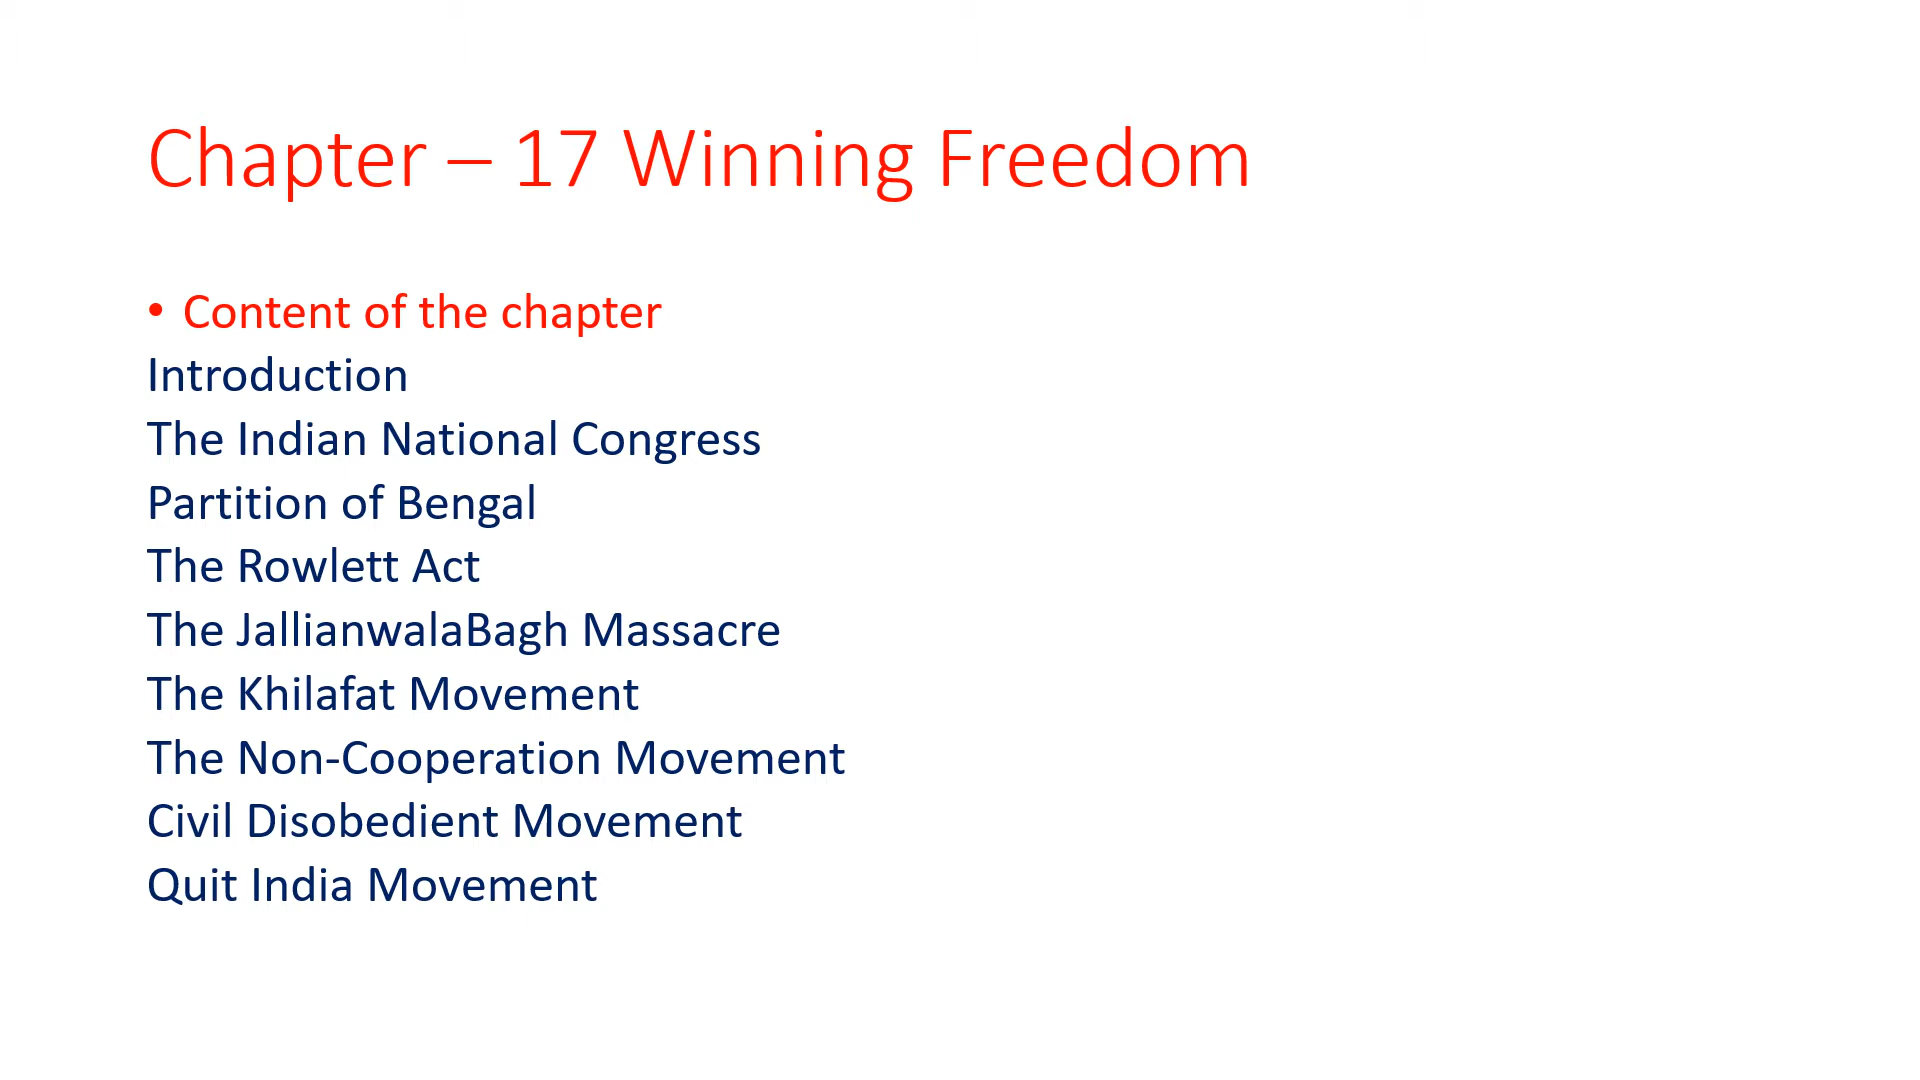 Chapter – 17 Winning Freedom
• Content of the chapter
Introduction
The Indian National Congress
Partition of Bengal
The Rowlett Act
The JallianwalaBagh Massacre
The Khilafat Movement
The Non-Cooperation Movement
Civil Disobedient Movement
Quit India Movement